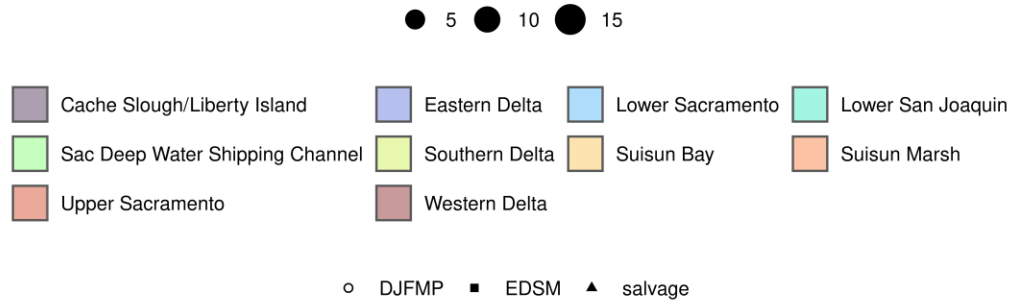 5 10 15
Cache Slough/Liberty Island Eastern Delta Lower Sacramento Lower San Joaquin
Sac Deep Water Shipping Channel Southern Delta Suisun Bay Suisun Marsh
Upper Sacramento Western Delta
DJFMP EDSM salvage